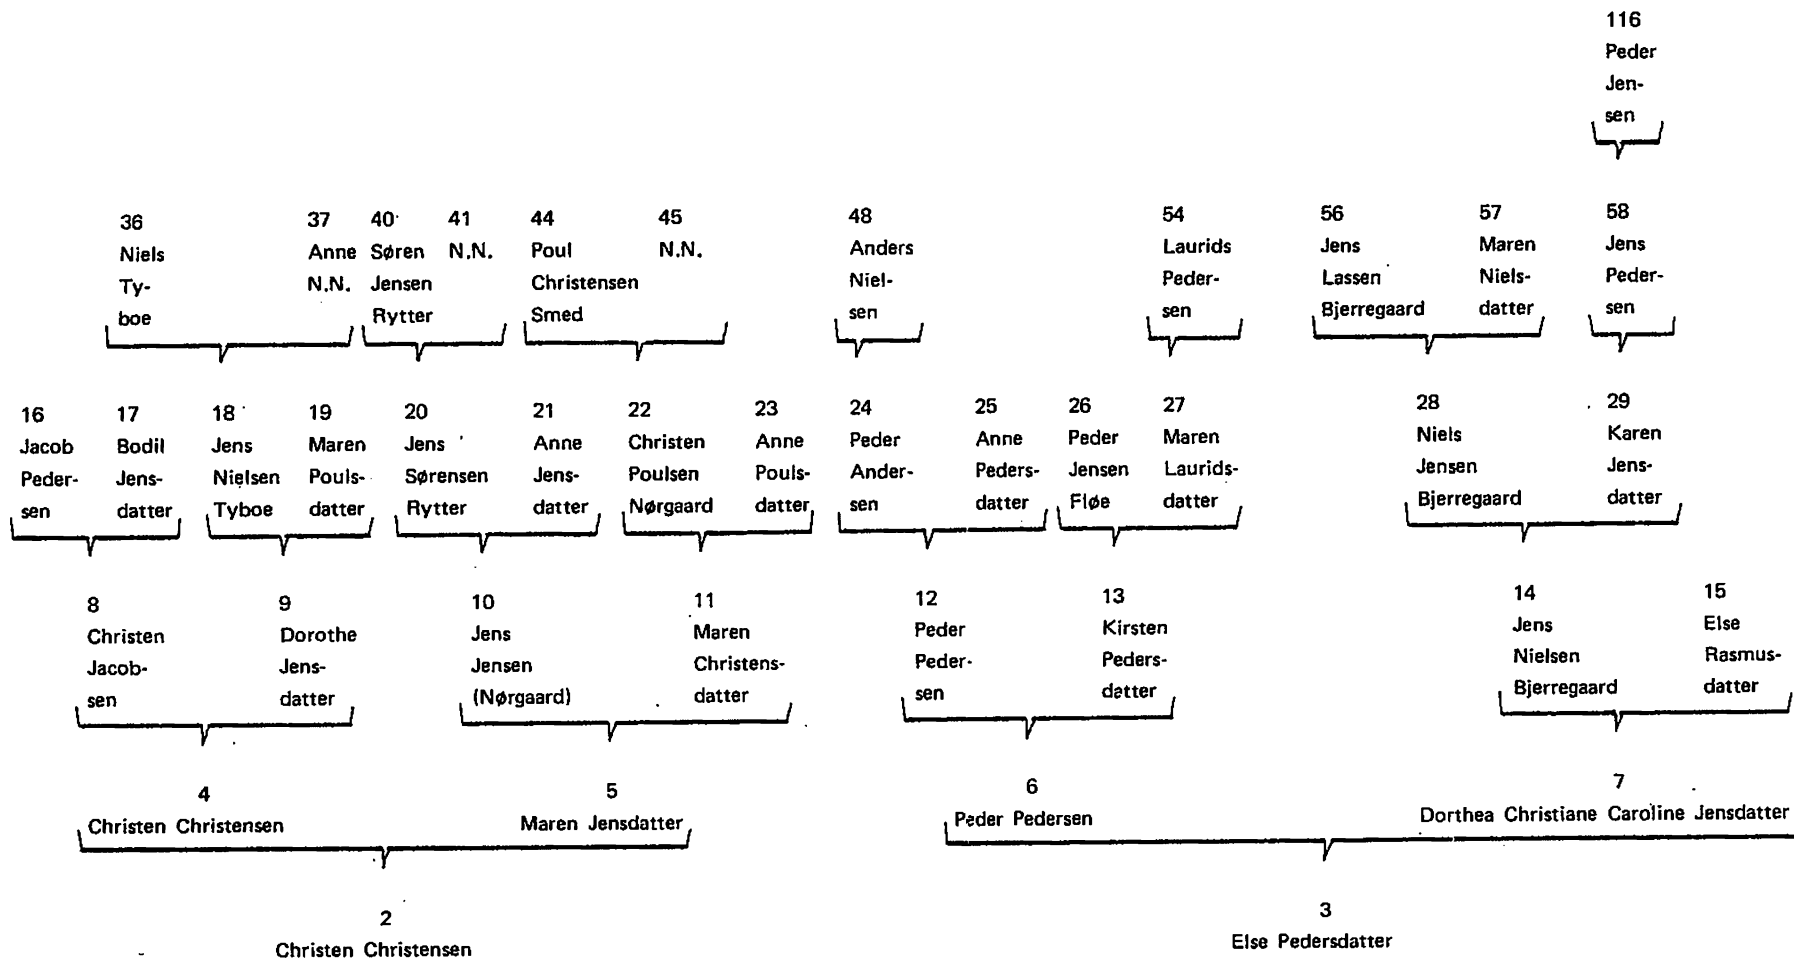 116
Peder
Jen-
sen
36
Niels
Ty-
boe
37
Anne
N.N.
40
Søren
Jensen
Rytter
41
N.N.
44
Poul
Christensen
Smed
45
N.N.
48
Anders
Niel-
sen
54
Laurids
Peder-
sen
56
Jens
Lassen
Bjerregaard
57
Maren
Niels-
datter
58
Jens
Peder-
sen
16
Jacob
Peder-
sen
17
Bodil
Jens-
datter
18
Jens
Nielsen
Tyboe
19
Maren
Pouls-
datter
20
Jens
Sørensen
Rytter
21
Anne
Jens-
datter
22
Christen
Poulsen
Nørgaard
23
Anne
Pouls-
datter
24
Peder
Ander-
sen
25
Anne
Peders-
datter
26
Peder
Jensen
Fløe
27
Maren
Laurids-
datter
28
Niels
Jensen
Bjerregaard
29
Karen
Jens-
datter
8
Christen
Jacob-
sen
9
Dorothe
Jens-
datter
10
Jens
Jensen
(Nørgaard)
11
Maren
Christens-
datter
12
Peder
Peder-
sen
13
Kirsten
Peders-
datter
14
Jens
Nielsen
Bjerregaard
15
Else
Rasmus-
datter
4
Christen Christensen
5
Maren Jensdatter
6
Peder Pedersen
7
Dorthea Christiane Caroline Jensdatter
2
Christen Christensen
3
Else Pedersdatter